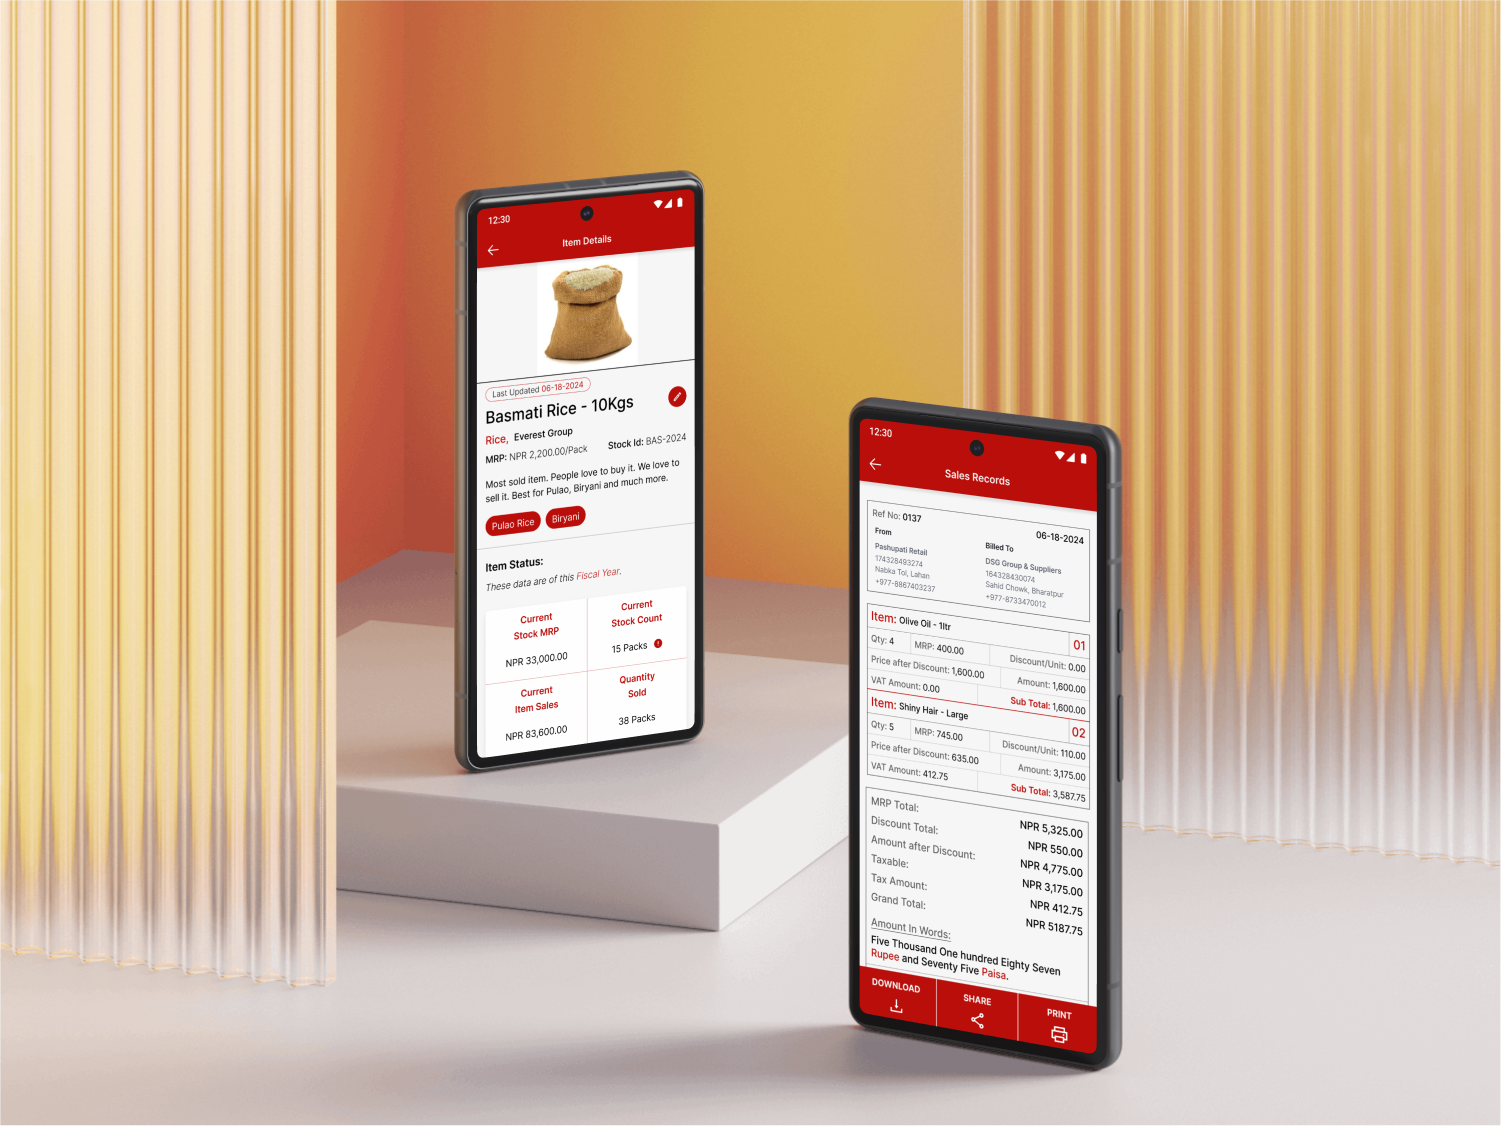 12:30
Item Details
Last Updated 06-18-2024
Basmati Rice - 10Kgs
Rice, Everest Group
MRP: NPR 2,200.00/Pack Stock Id: BAS-2024
Most sold item. People love to buy it. We love to
sell it. Best for Pulao, Biryani and much more.
Pulao Rice Biryani
Item Status:
These data are of this Fiscal Year.
Current
Stock MRP
NPR 33,000.00
Current
Stock Count
15 Packs
Current
Item Sales
NPR 83,600.00
Quantity
Sold
38 Packs
12:30
Sales Records
Ref No: 0137
06-18-2024
From
Pashupati Retail
174328493274
Nabka Tol, Lahan
+977-8867403237
Billed To
DSG Group & Suppliers
164328430074
Sahid Chowk, Bharatpur
+977-8733470012
Item: Olive Oil - 1ltr 01
Qty: 4 MRP: 400.00 Discount/Unit: 0.00
Price after Discount: 1,600.00 Amount: 1,600.00
VAT Amount: 0.00 Sub Total: 1,600.00
Item: Shiny Hair - Large 02
Qty: 5 MRP: 745.00 Discount/Unit: 110.00
Price after Discount: 635.00 Amount: 3,175.00
VAT Amount: 412.75 Sub Total: 3,587.75
MRP Total: NPR 5,325.00
Discount Total: NPR 550.00
Amount after Discount: NPR 4,775.00
Taxable: NPR 3,175.00
Tax Amount: NPR 412.75
Grand Total: NPR 5187.75
Amount In Words:
Five Thousand One hundred Eighty Seven
Rupee and Seventy Five Paisa.
DOWNLOAD SHARE PRINT